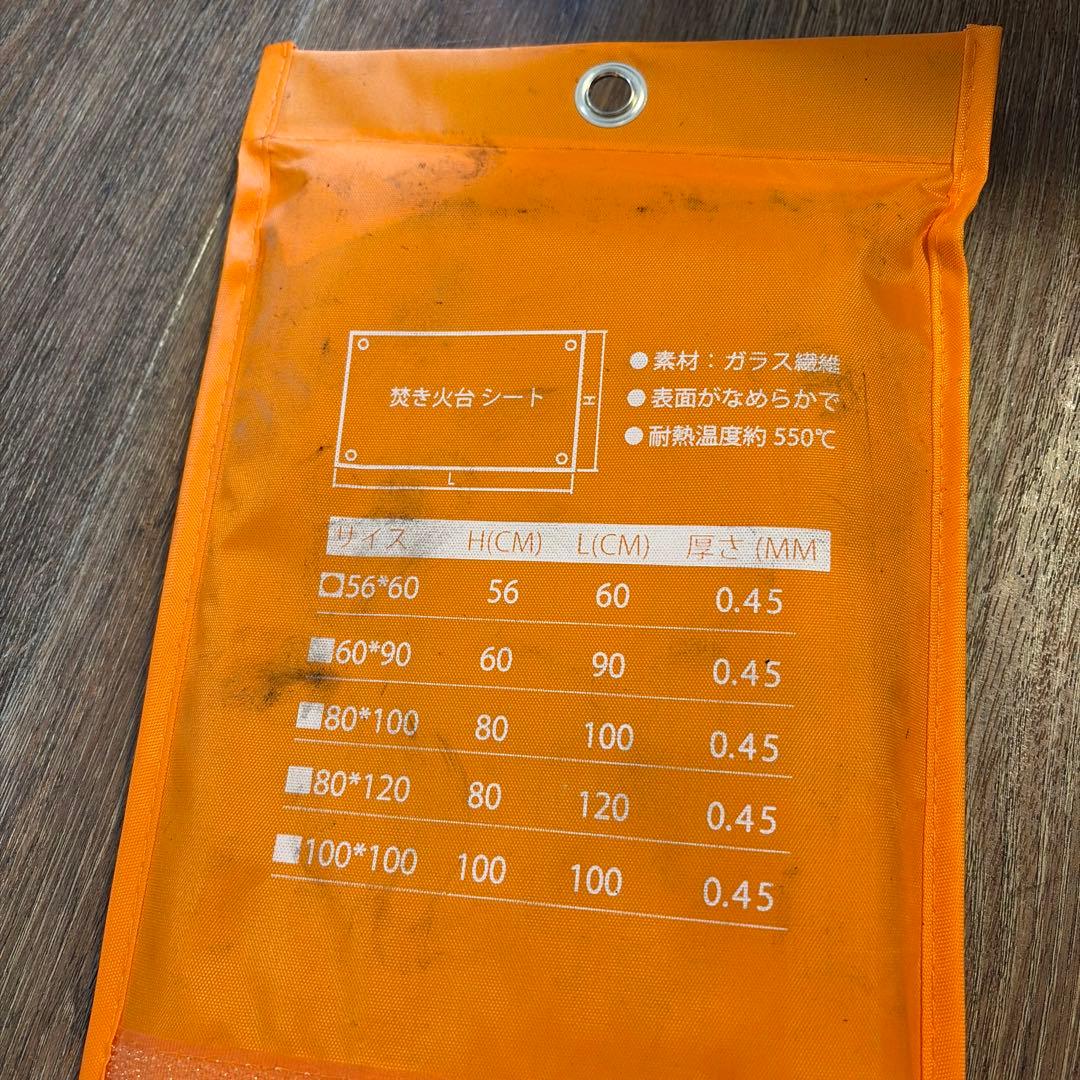 焚き火台 シート
H
L
●素材：ガラス繊維
●表面がなめらかで
●耐熱温度約 550℃
サイズ H(CM) L(CM) 厚さ (MM
56*60 56 60 0.45
60*90 60 90 0.45
80*100 80 100 0.45
80*120 80 120 0.45
100*100 100 100 0.45